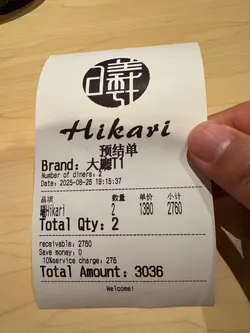 曦
Hikari
预结单
Brand: 大廳T1
Number of diners: 2
Date: 2025-08-28 19:15:37
品项 数量 单价 小计
Hikari 2 1380 2760
Total Qty: 2
receivable: 2760
Save money: 0
10%service charge: 276
Total Amount: 3036
Welcome!